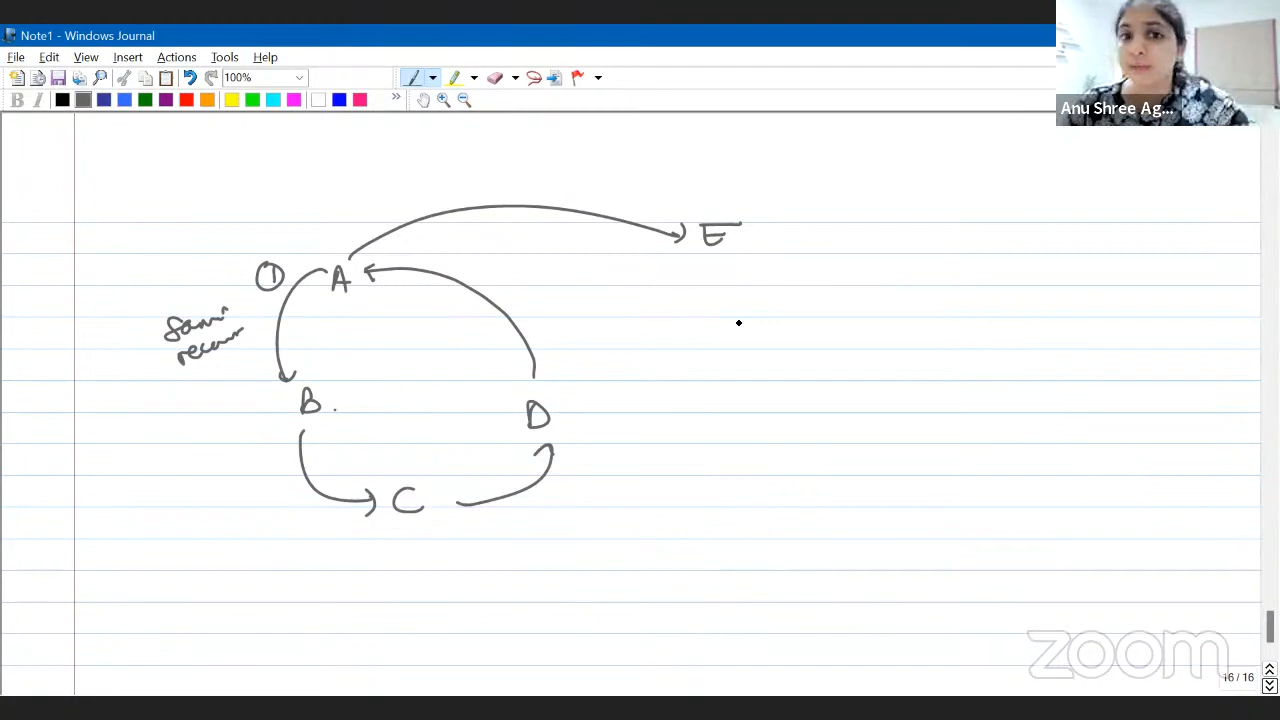 Note1 - Windows Journal
File Edit View Insert Actions Tools Help
100%
B I
Anu Shree Ag...
E
1 A
B.
D
C
zoom
16 / 16